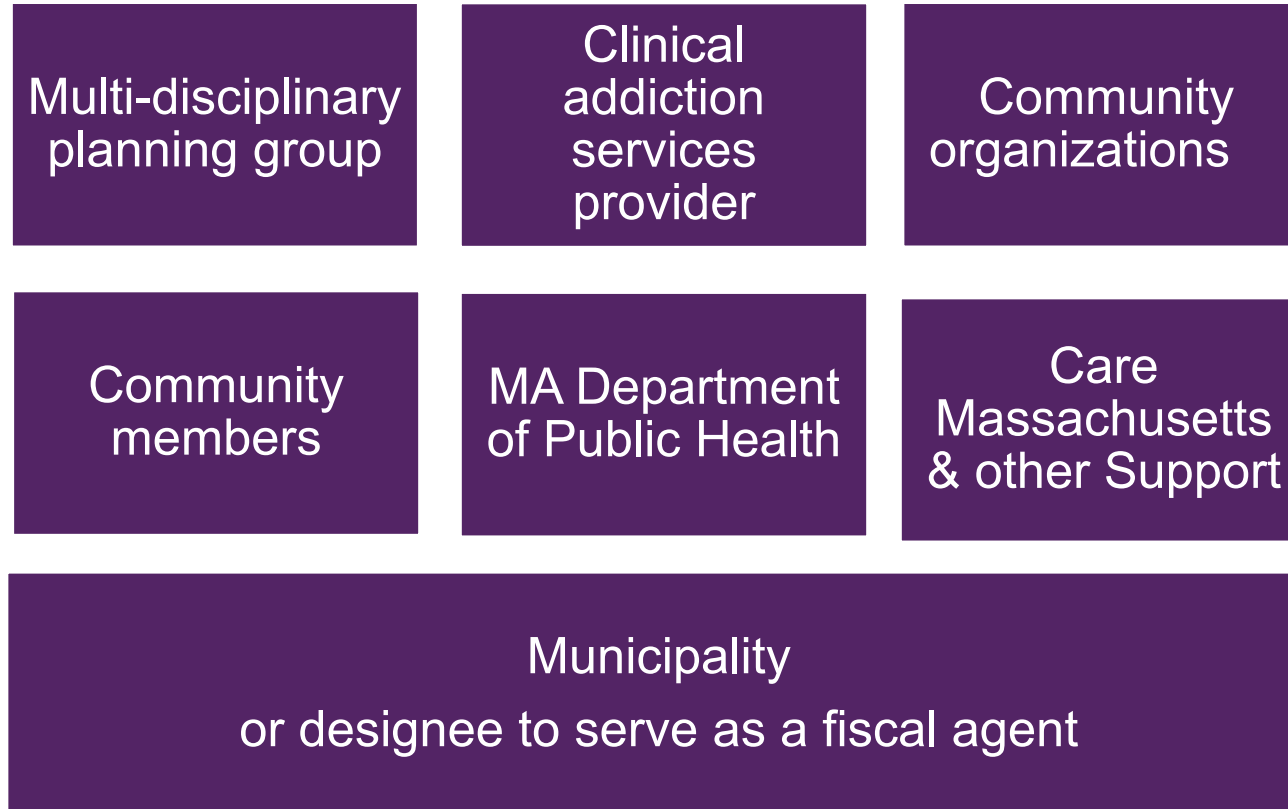 Multi-disciplinary
planning group
Clinical
addiction
services
provider
Community
organizations
Community
members
MA Department
of Public Health
Care
Massachusetts
& other Support
Municipality
or designee to serve as a fiscal agent